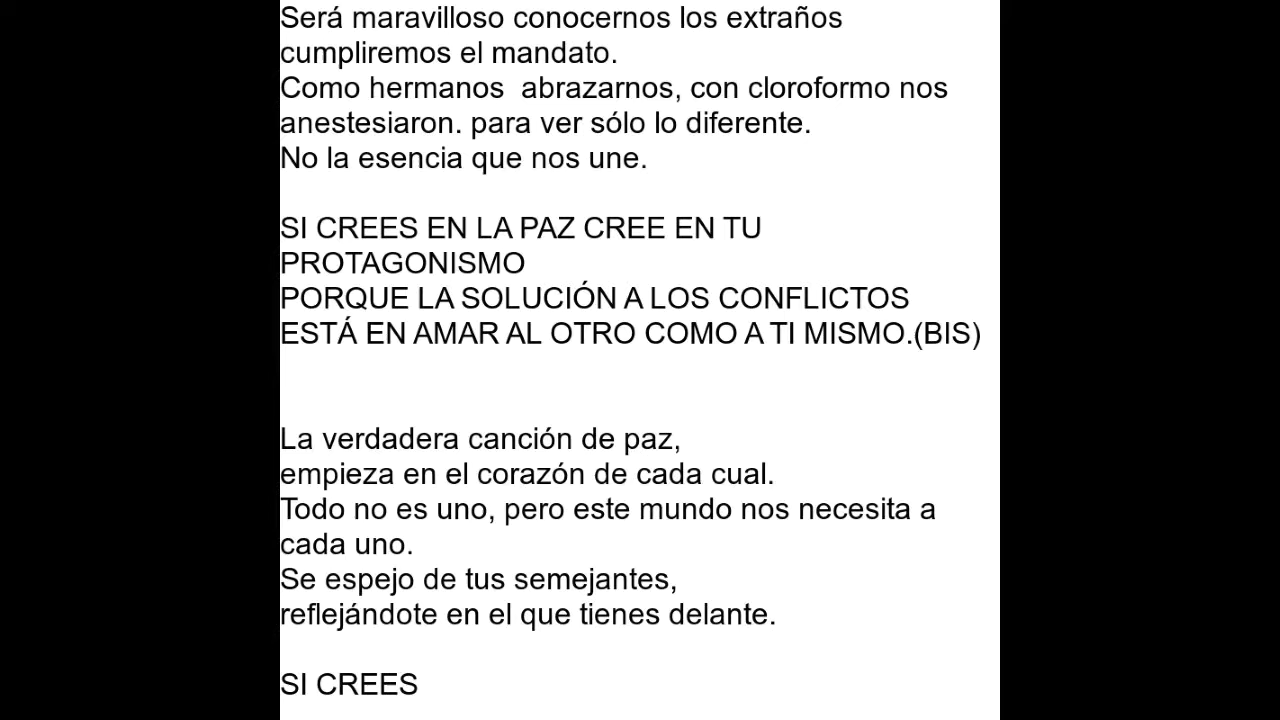 Será maravilloso conocernos los extraños
cumpliremos el mandato.
Como hermanos  abrazarnos, con cloroformo nos
anestesiaron. para ver sólo lo diferente.
No la esencia que nos une.
SI CREES EN LA PAZ CREE EN TU
PROTAGONISMO
PORQUE LA SOLUCIÓN A LOS CONFLICTOS
ESTÁ EN AMAR AL OTRO COMO A TI MISMO.(BIS)
La verdadera canción de paz,
empieza en el corazón de cada cual.
Todo no es uno, pero este mundo nos necesita a
cada uno.
Se espejo de tus semejantes,
reflejándote en el que tienes delante.
SI CREES